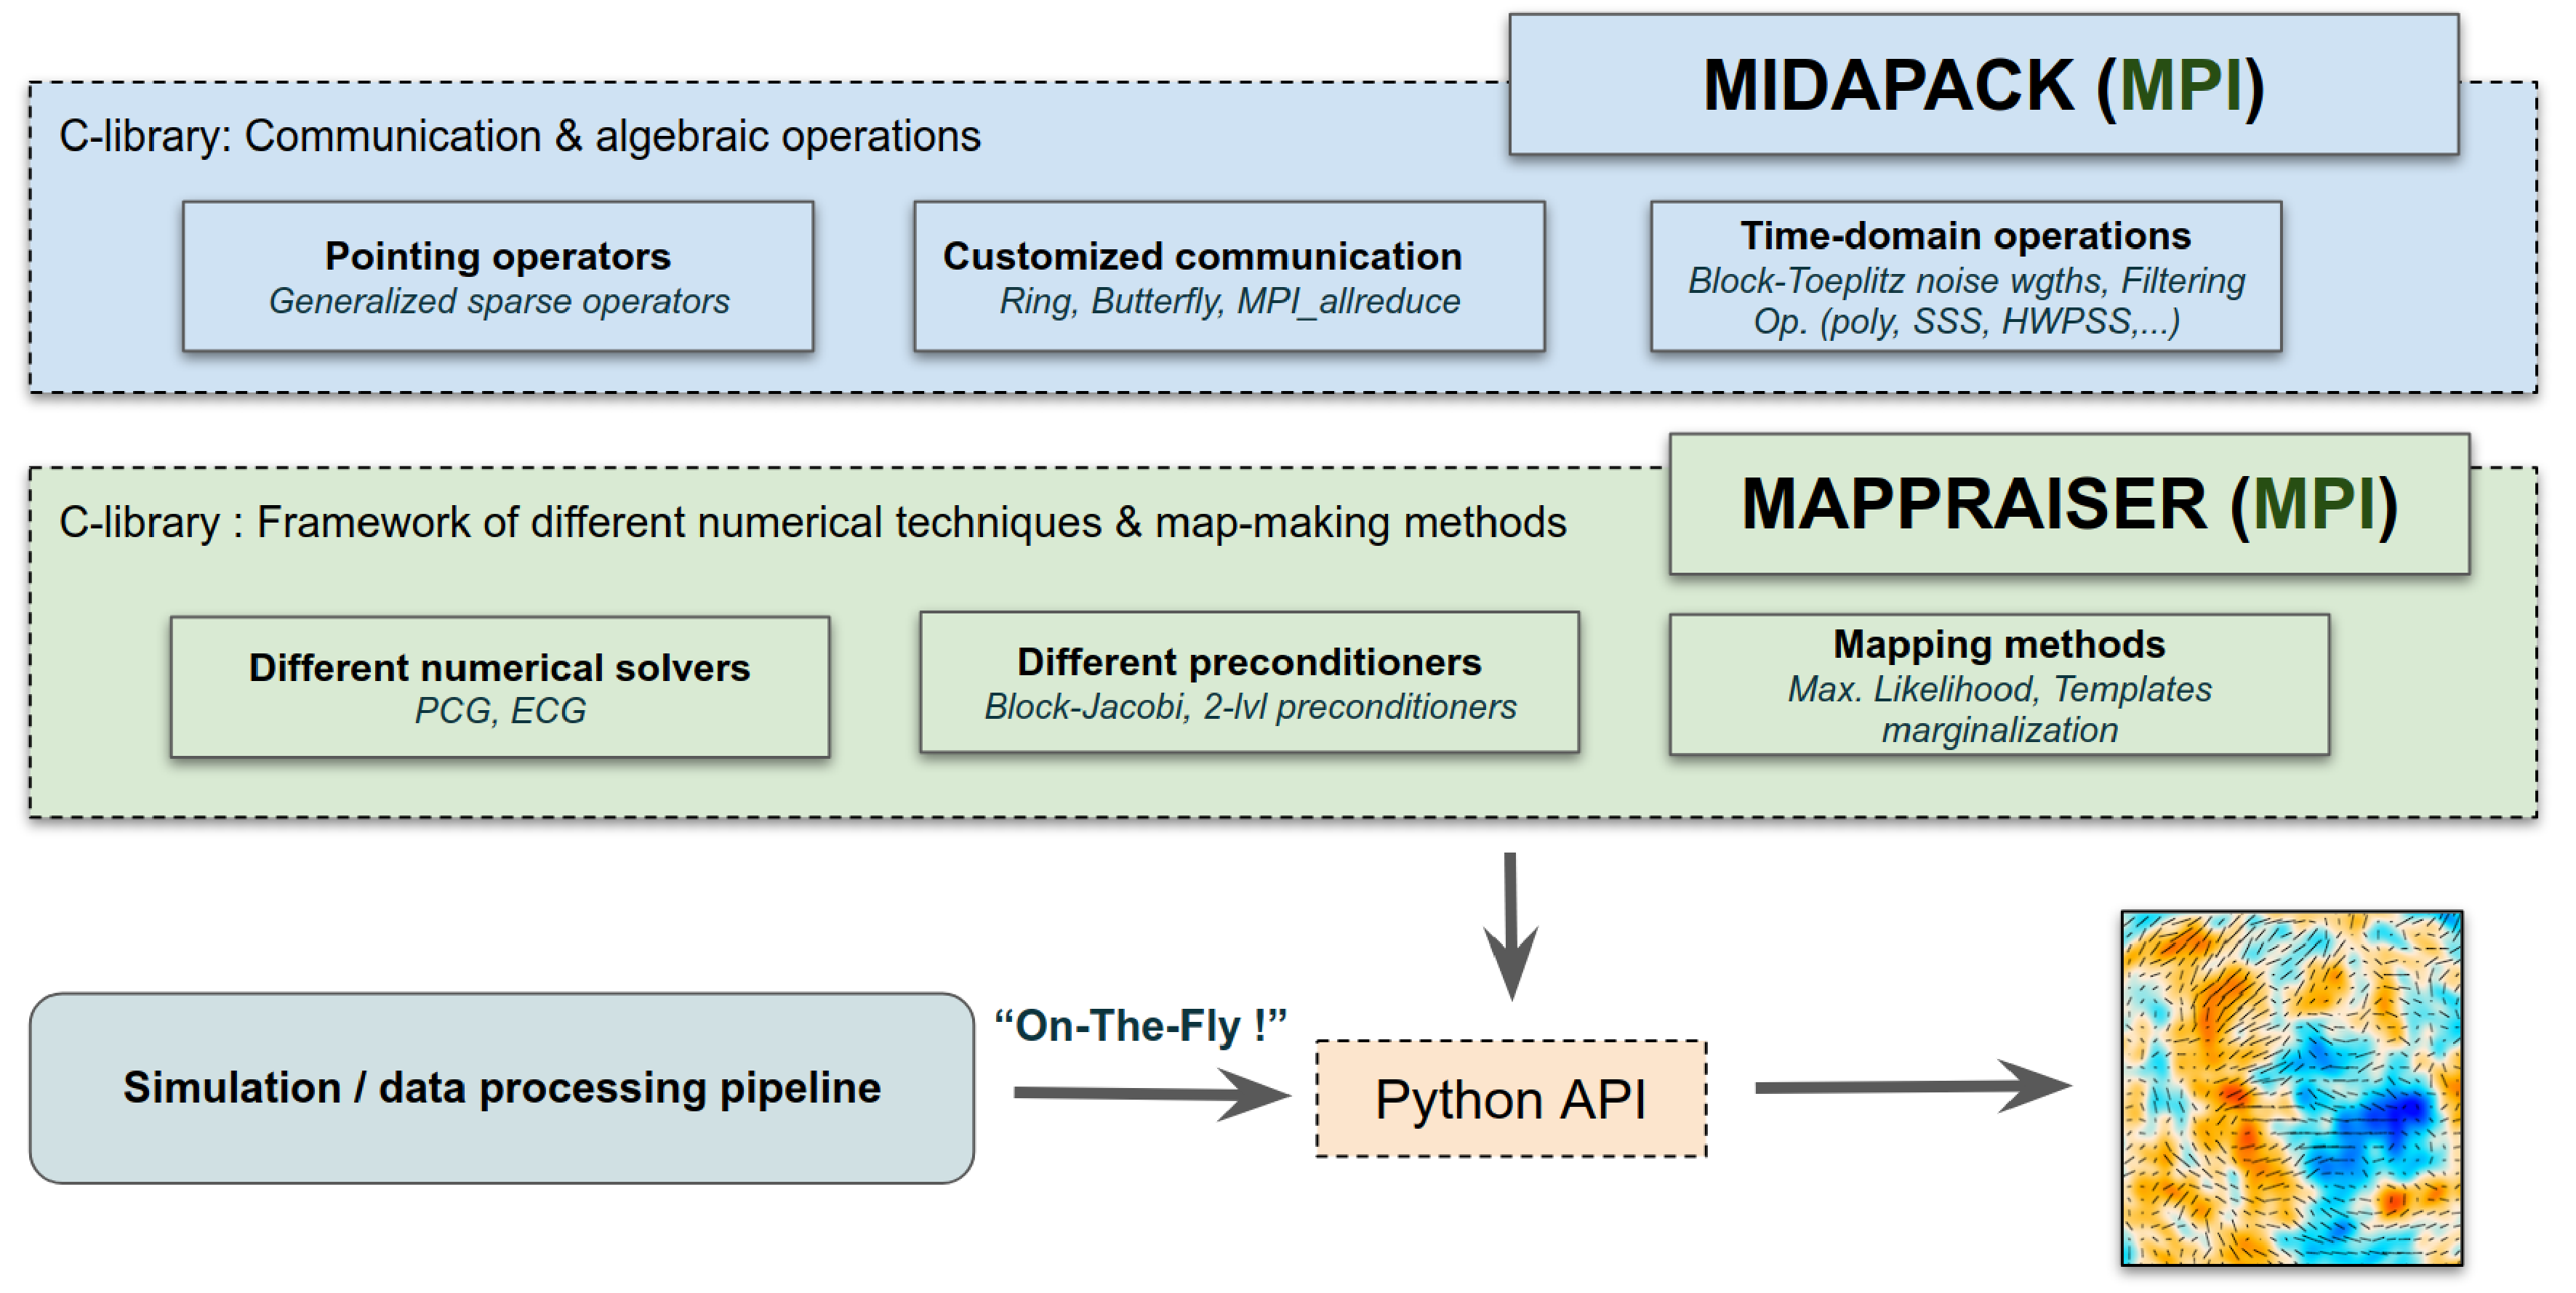 MIDAPACK (MPI)
C-library: Communication & algebraic operations
Pointing operators
Generalized sparse operators
Customized communication
Ring, Butterfly, MPI_allreduce
Time-domain operations
Block-Toeplitz noise wgths, Filtering
Op. (poly, SSS, HWPSS,...)
MAPPRAISER (MPI)
C-library : Framework of different numerical techniques & map-making methods
Different numerical solvers
PCG, ECG
Different preconditioners
Block-Jacobi, 2-lvl preconditioners
Mapping methods
Max. Likelihood, Templates
marginalization
Simulation / data processing pipeline
“On-The-Fly !”
Python API